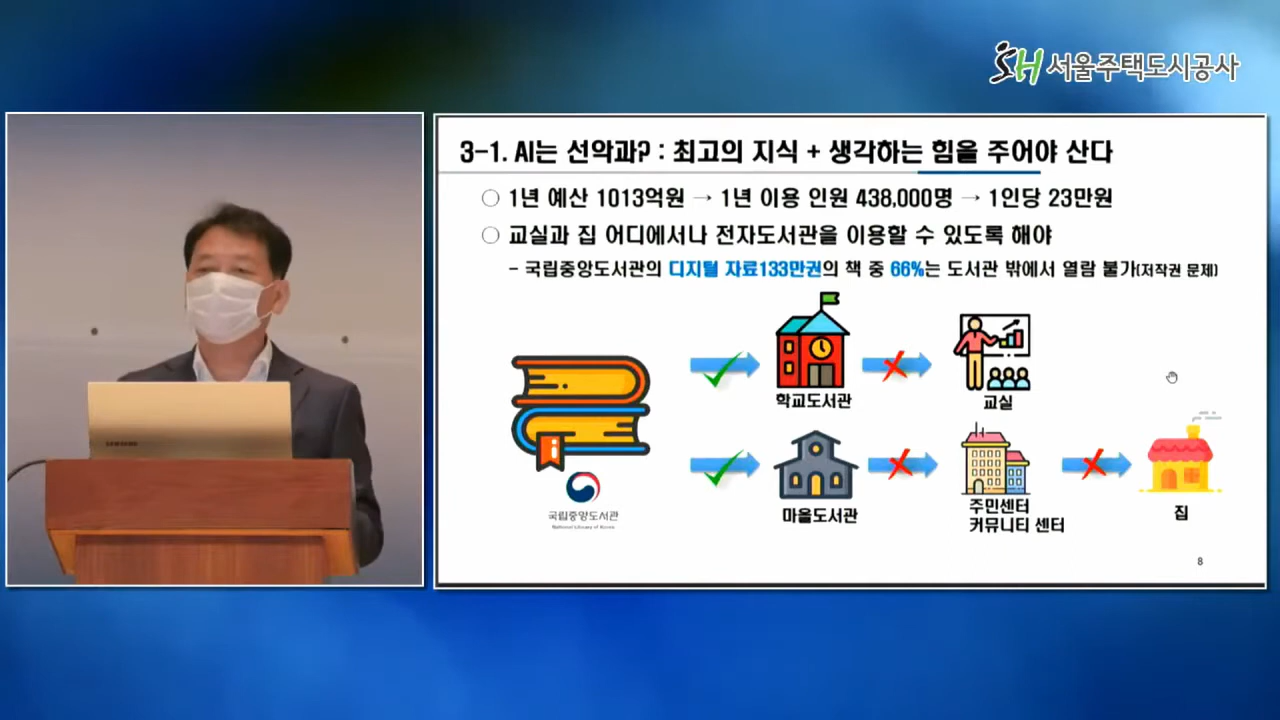 SH 서울주택도시공사
3-1. AI는 선악과? : 최고의 지식 + 생각하는 힘을 주어야 산다
○ 1년 예산 1013억원 → 1년 이용 인원 438,000명 → 1인당 23만원
○ 교실과 집 어디에서나 전자도서관을 이용할 수 있도록 해야
- 국립중앙도서관의 디지털 자료133만권의 책 중 66%는 도서관 밖에서 열람 불가(저작권 문제)
학교도서관
교실
국립중앙도서관
National Library of Korea
마을도서관
주민센터
커뮤니티 센터
집
8
SAMSUNG